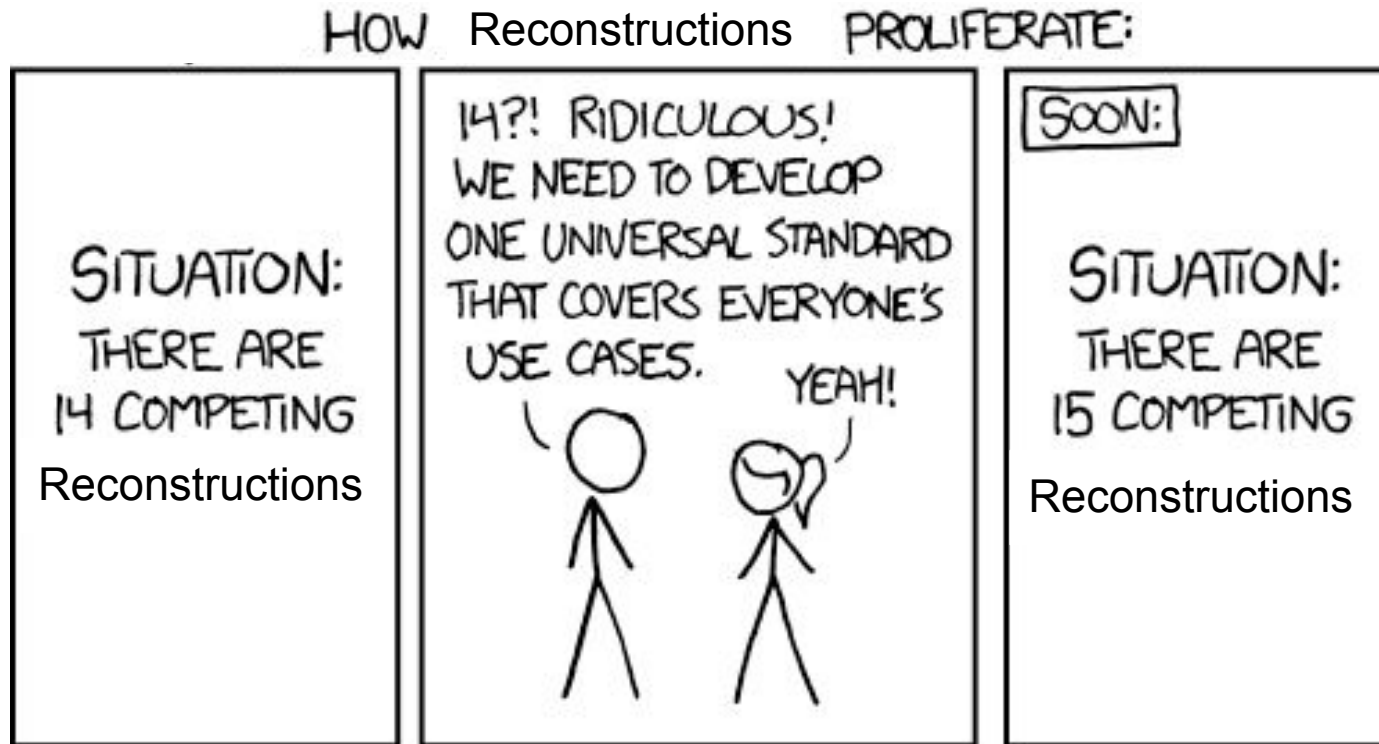 HOW Reconstructions PROLIFERATE:
SITUATION:
THERE ARE
14 COMPETING
Reconstructions
14?! RIDICULOUS!
WE NEED TO DEVELOP
ONE UNIVERSAL STANDARD
THAT COVERS EVERYONE'S
USE CASES.
YEAH!
SOON:
SITUATION:
THERE ARE
15 COMPETING
Reconstructions